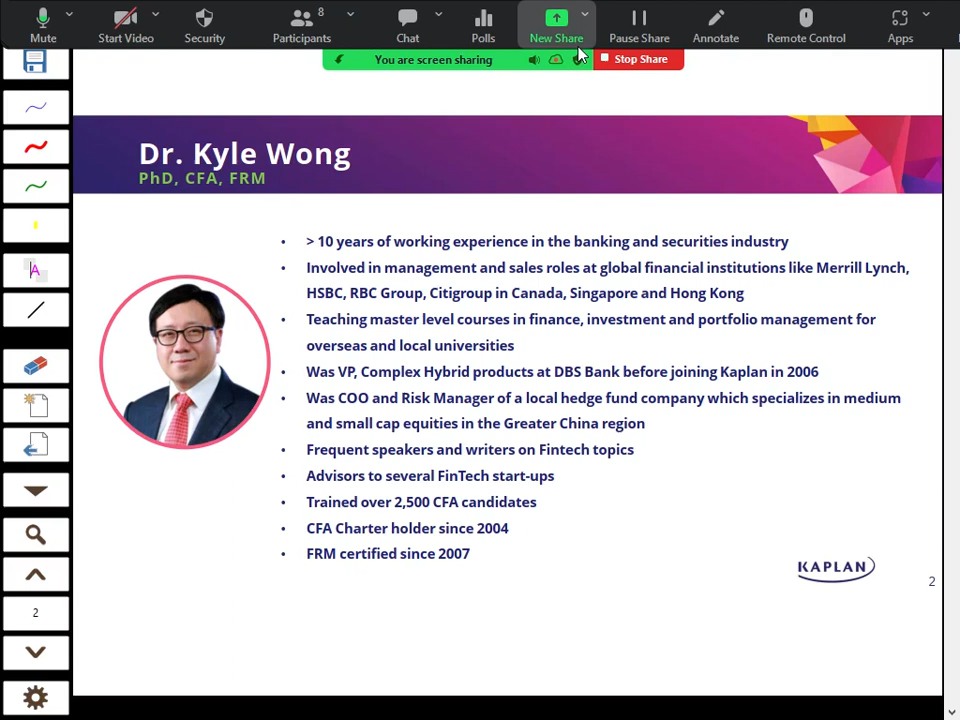 8
Mute
Start Video
Security
Participants
Chat
Polls
New Share
Pause Share
Annotate
Remote Control
Apps
You are screen sharing
Stop Share
Dr. Kyle Wong
PhD, CFA, FRM
• > 10 years of working experience in the banking and securities industry
• Involved in management and sales roles at global financial institutions like Merrill Lynch,
HSBC, RBC Group, Citigroup in Canada, Singapore and Hong Kong
• Teaching master level courses in finance, investment and portfolio management for
overseas and local universities
• Was VP, Complex Hybrid products at DBS Bank before joining Kaplan in 2006
• Was COO and Risk Manager of a local hedge fund company which specializes in medium
and small cap equities in the Greater China region
• Frequent speakers and writers on Fintech topics
• Advisors to several FinTech start-ups
• Trained over 2,500 CFA candidates
• CFA Charter holder since 2004
• FRM certified since 2007
KAPLAN
2
A
2